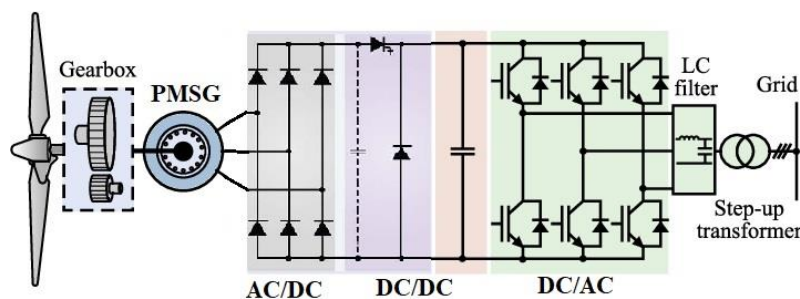 Gearbox
PMSG
LC
filter
Grid
Step-up
transformer
AC/DC
DC/DC
DC/AC